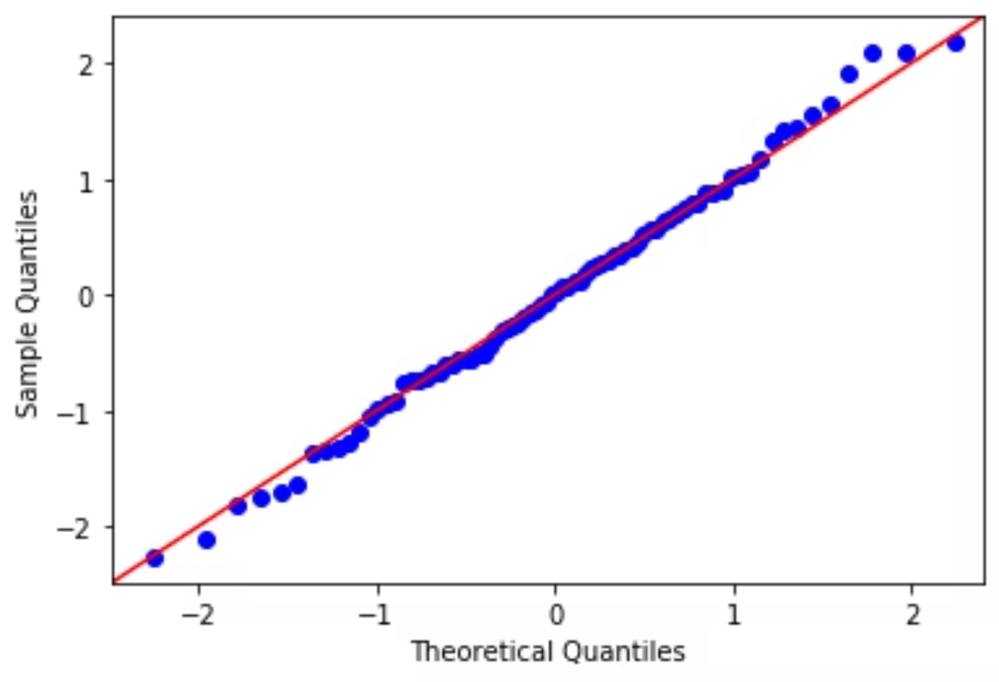 2
1
0
−1
−2
Sample Quantiles
−2 −1 0 1 2
Theoretical Quantiles